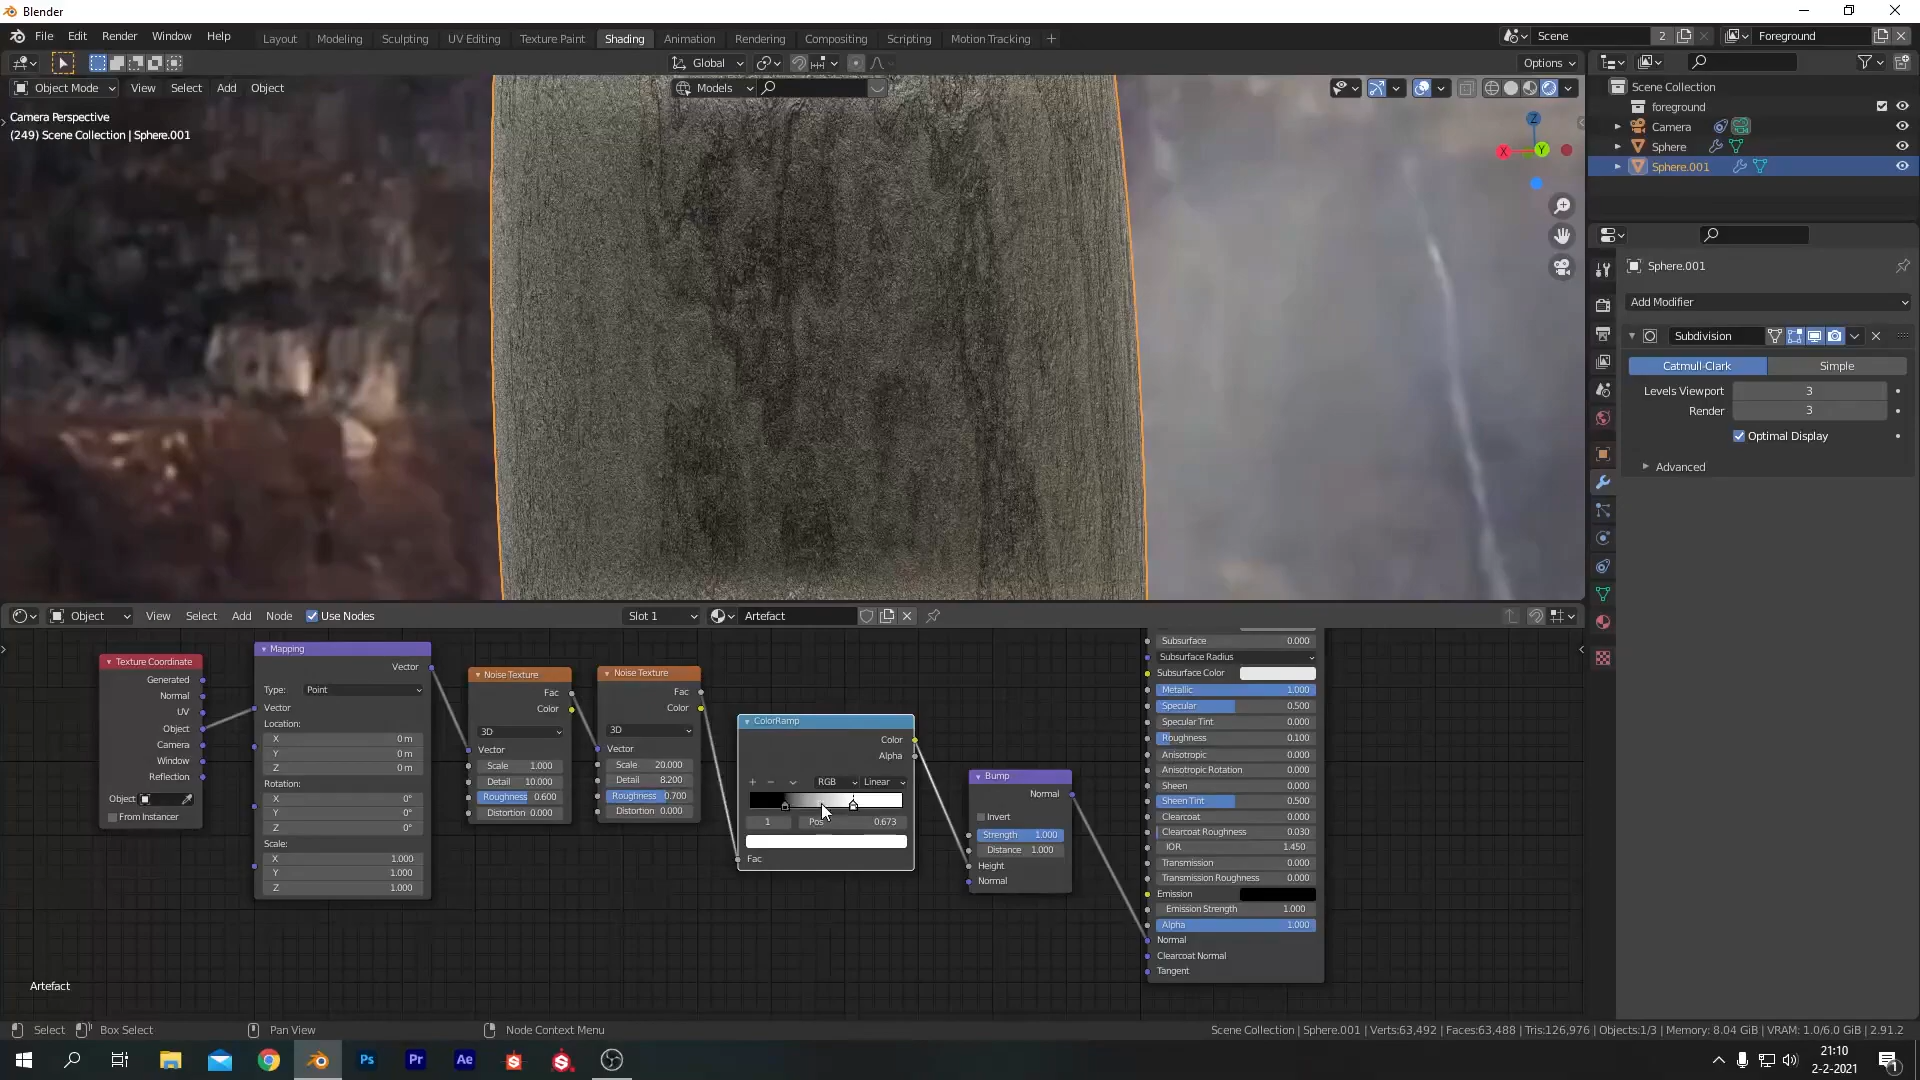 Blender
File Edit Render Window Help
Layout Modeling Sculpting UV Editing Texture Paint Shading Animation Rendering Compositing Scripting Motion Tracking
Scene 2
Foreground
Global
Options
Object Mode View Select Add Object
Models
Camera Perspective
(249) Scene Collection | Sphere.001
Z
X
Y
Scene Collection
foreground
Camera
Sphere
Sphere.001
Sphere.001
Add Modifier
Subdivision
Catmull-Clark Simple
Levels Viewport 3
Render 3
Optimal Display
Advanced
Object View Select Add Node Use Nodes
Slot 1
Artefact
Texture Coordinate
Generated
Normal
UV
Object
Camera
Window
Reflection
Object:
From Instancer
Mapping
Vector
Type: Point
Vector
Location:
X 0 m
Y 0 m
Z 0 m
Rotation:
X 0°
Y 0°
Z 0°
Scale:
X 1.000
Y 1.000
Z 1.000
Noise Texture
Fac
Color
3D
Vector
Scale 1.000
Detail 10.000
Roughness 0.600
Distortion 0.000
Noise Texture
Fac
Color
3D
Vector
Scale 20.000
Detail 8.200
Roughness 0.700
Distortion 0.000
ColorRamp
Color
Alpha
RGB Linear
1 Pos 0.673
Fac
Bump
Normal
Invert
Strength 1.000
Distance 1.000
Height
Normal
Subsurface 0.000
Subsurface Radius
Subsurface Color
Metallic 1.000
Specular 0.500
Specular Tint 0.000
Roughness 0.100
Anisotropic 0.000
Anisotropic Rotation 0.000
Sheen 0.000
Sheen Tint 0.500
Clearcoat 0.000
Clearcoat Roughness 0.030
IOR 1.450
Transmission 0.000
Transmission Roughness 0.000
Emission
Emission Strength 1.000
Alpha 1.000
Normal
Clearcoat Normal
Tangent
Artefact
Select Box Select Pan View Node Context Menu
Scene Collection | Sphere.001 | Verts:63,492 | Faces:63,488 | Tris:126,976 | Objects:1/3 | Memory: 8.04 GiB | VRAM: 1.0/6.0 GiB | 2.91.2
Ps Pr Ae
21:10
2-2-2021
1